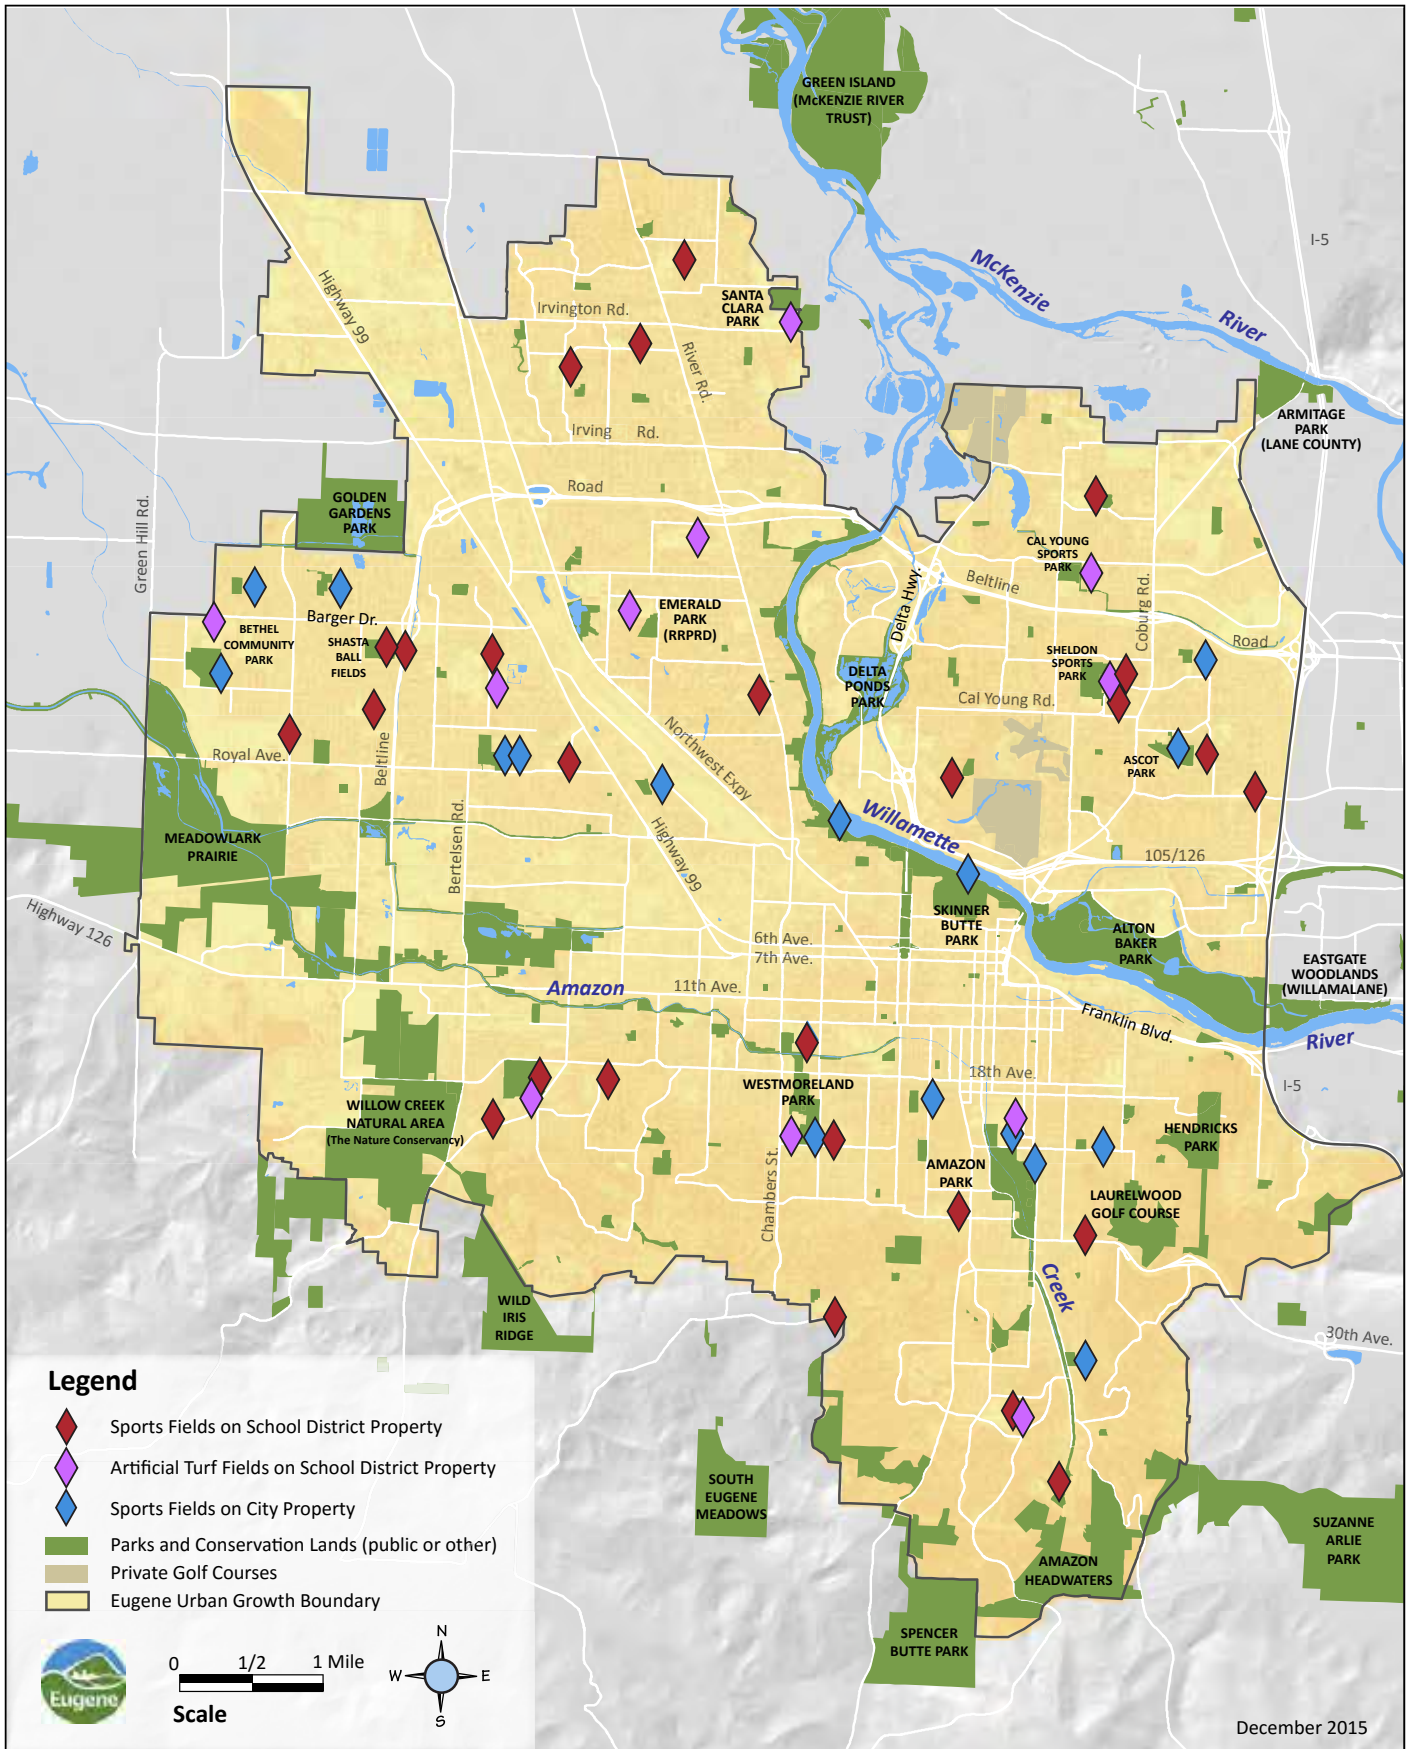 GREEN ISLAND
(McKENZIE RIVER
TRUST)
I-5
McKenzie
River
Highway 99
SANTA
CLARA
PARK
Irvington Rd.
River Rd.
Irving Rd.
ARMITAGE
PARK
(LANE COUNTY)
Road
GOLDEN
GARDENS
PARK
Green Hill Rd.
CAL YOUNG
SPORTS
PARK
Beltline
Coburg Rd.
Delta Hwy.
Barger Dr.
EMERALD
PARK
(RRPRD)
BETHEL
COMMUNITY
PARK
SHASTA
BALL
FIELDS
Road
SHELDON
SPORTS
PARK
DELTA
PONDS
PARK
Cal Young Rd.
Royal Ave.
Beltline
Northwest Expy
ASCOT
PARK
Willamette
Bertelsen Rd.
Highway 99
MEADOWLARK
PRAIRIE
105/126
Highway 126
SKINNER
BUTTE
PARK
6th Ave.
7th Ave.
ALTON
BAKER
PARK
EASTGATE
WOODLANDS
(WILLAMALANE)
Amazon
11th Ave.
Franklin Blvd.
River
18th Ave.
I-5
WESTMORELAND
PARK
WILLOW CREEK
NATURAL AREA
(The Nature Conservancy)
HENDRICKS
PARK
Chambers St.
AMAZON
PARK
LAURELWOOD
GOLF COURSE
Creek
WILD
IRIS
RIDGE
30th Ave.
Legend
Sports Fields on School District Property
Artificial Turf Fields on School District Property
Sports Fields on City Property
Parks and Conservation Lands (public or other)
Private Golf Courses
Eugene Urban Growth Boundary
SOUTH
EUGENE
MEADOWS
SUZANNE
ARLIE
PARK
AMAZON
HEADWATERS
SPENCER
BUTTE PARK
Eugene
0 1/2 1 Mile
Scale
N
W E
S
December 2015